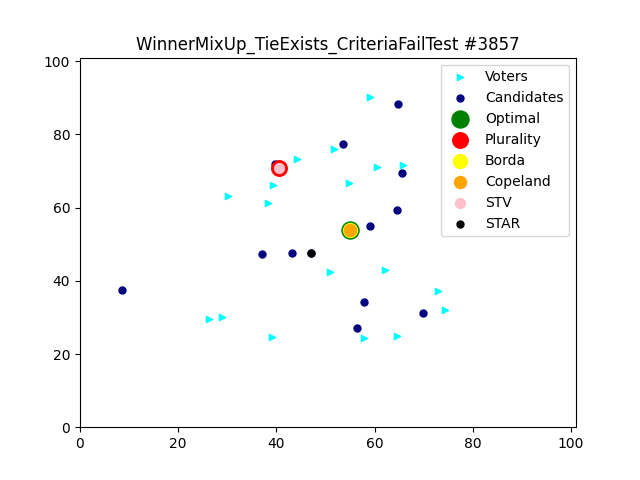 WinnerMixUp_TieExists_CriteriaFailTest #3857
Voters
Candidates
Optimal
Plurality
Borda
Copeland
STV
STAR
100
80
60
40
20
0
0 20 40 60 80 100